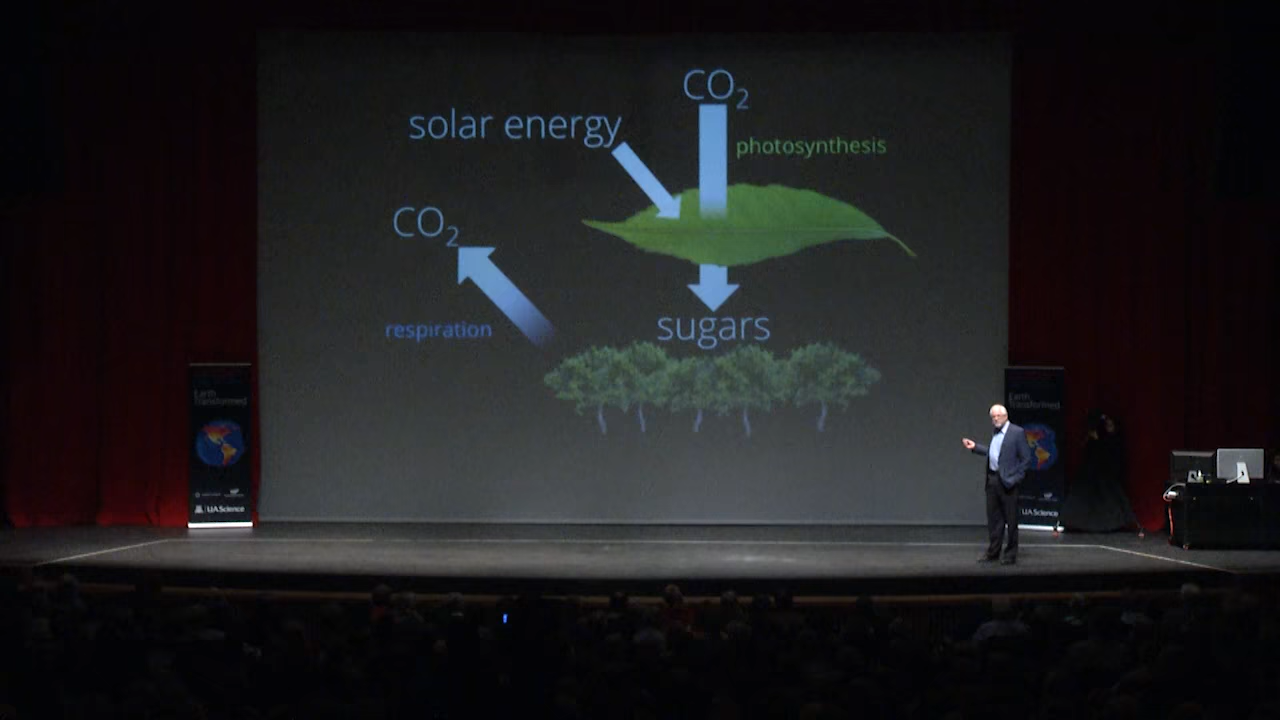 CO₂
solar energy
photosynthesis
CO₂
sugars
respiration
Earth
Transformed
UA Science
Earth
Transformed
UA Science